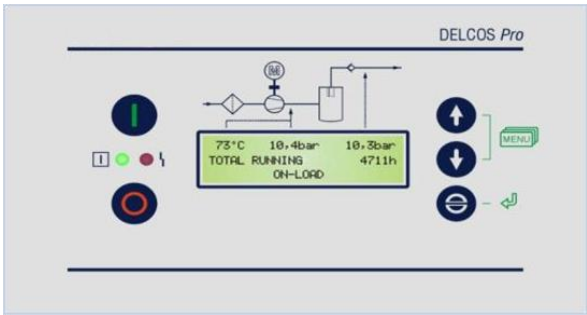 DELCOS Pro
M
73°C 10,4bar 10,3bar
TOTAL RUNNING 4711h
ON-LOAD
MENU